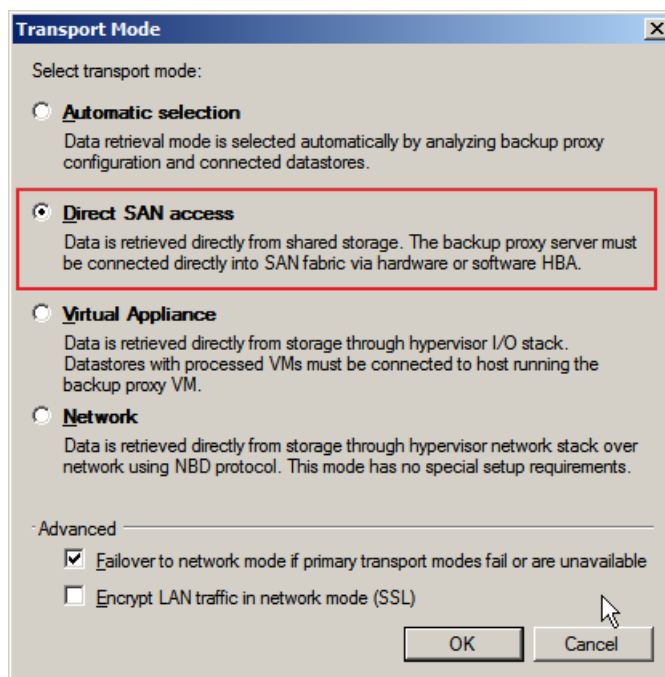 Transport Mode
Select transport mode:
Automatic selection
Data retrieval mode is selected automatically by analyzing backup proxy
configuration and connected datastores.
Direct SAN access
Data is retrieved directly from shared storage. The backup proxy server must
be connected directly into SAN fabric via hardware or software HBA.
Virtual Appliance
Data is retrieved directly from storage through hypervisor I/O stack.
Datastores with processed VMs must be connected to host running the
backup proxy VM.
Network
Data is retrieved directly from storage through hypervisor network stack over
network using NBD protocol. This mode has no special setup requirements.
Advanced
Failover to network mode if primary transport modes fail or are unavailable
Encrypt LAN traffic in network mode (SSL)
OK Cancel